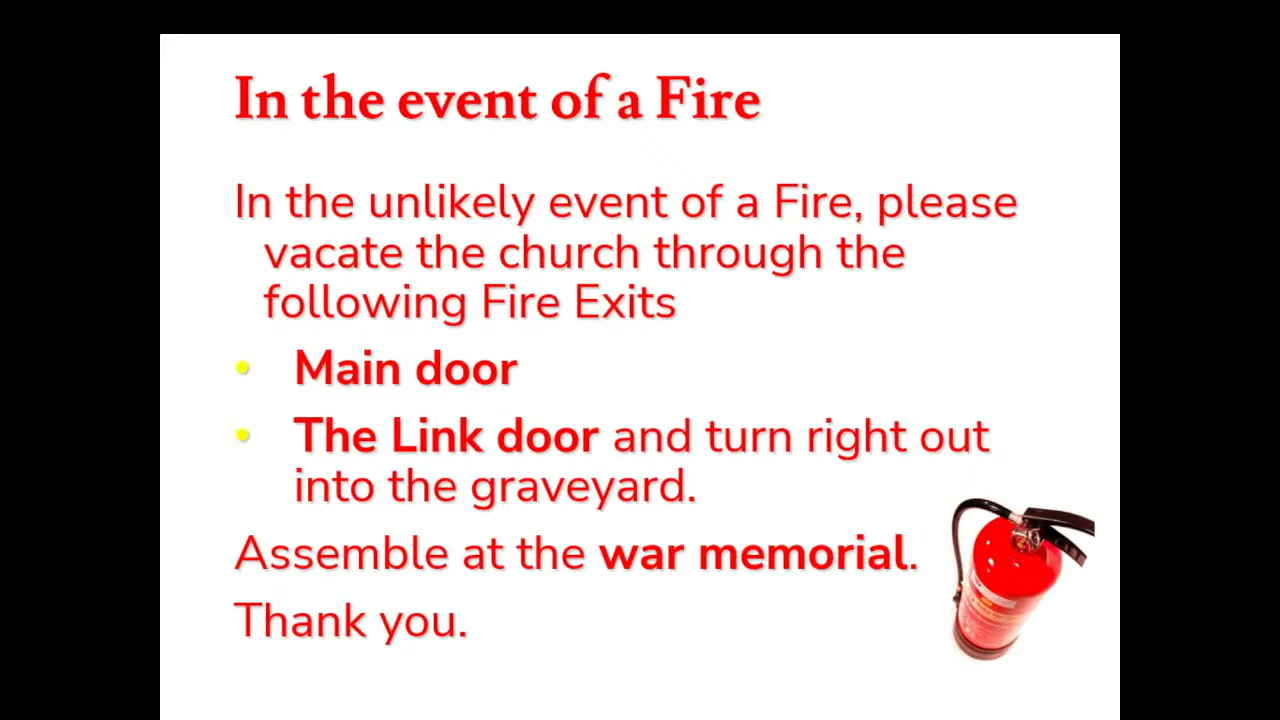 In the event of a Fire
In the unlikely event of a Fire, please
vacate the church through the
following Fire Exits
• Main door
• The Link door and turn right out
into the graveyard.
Assemble at the war memorial.
Thank you.